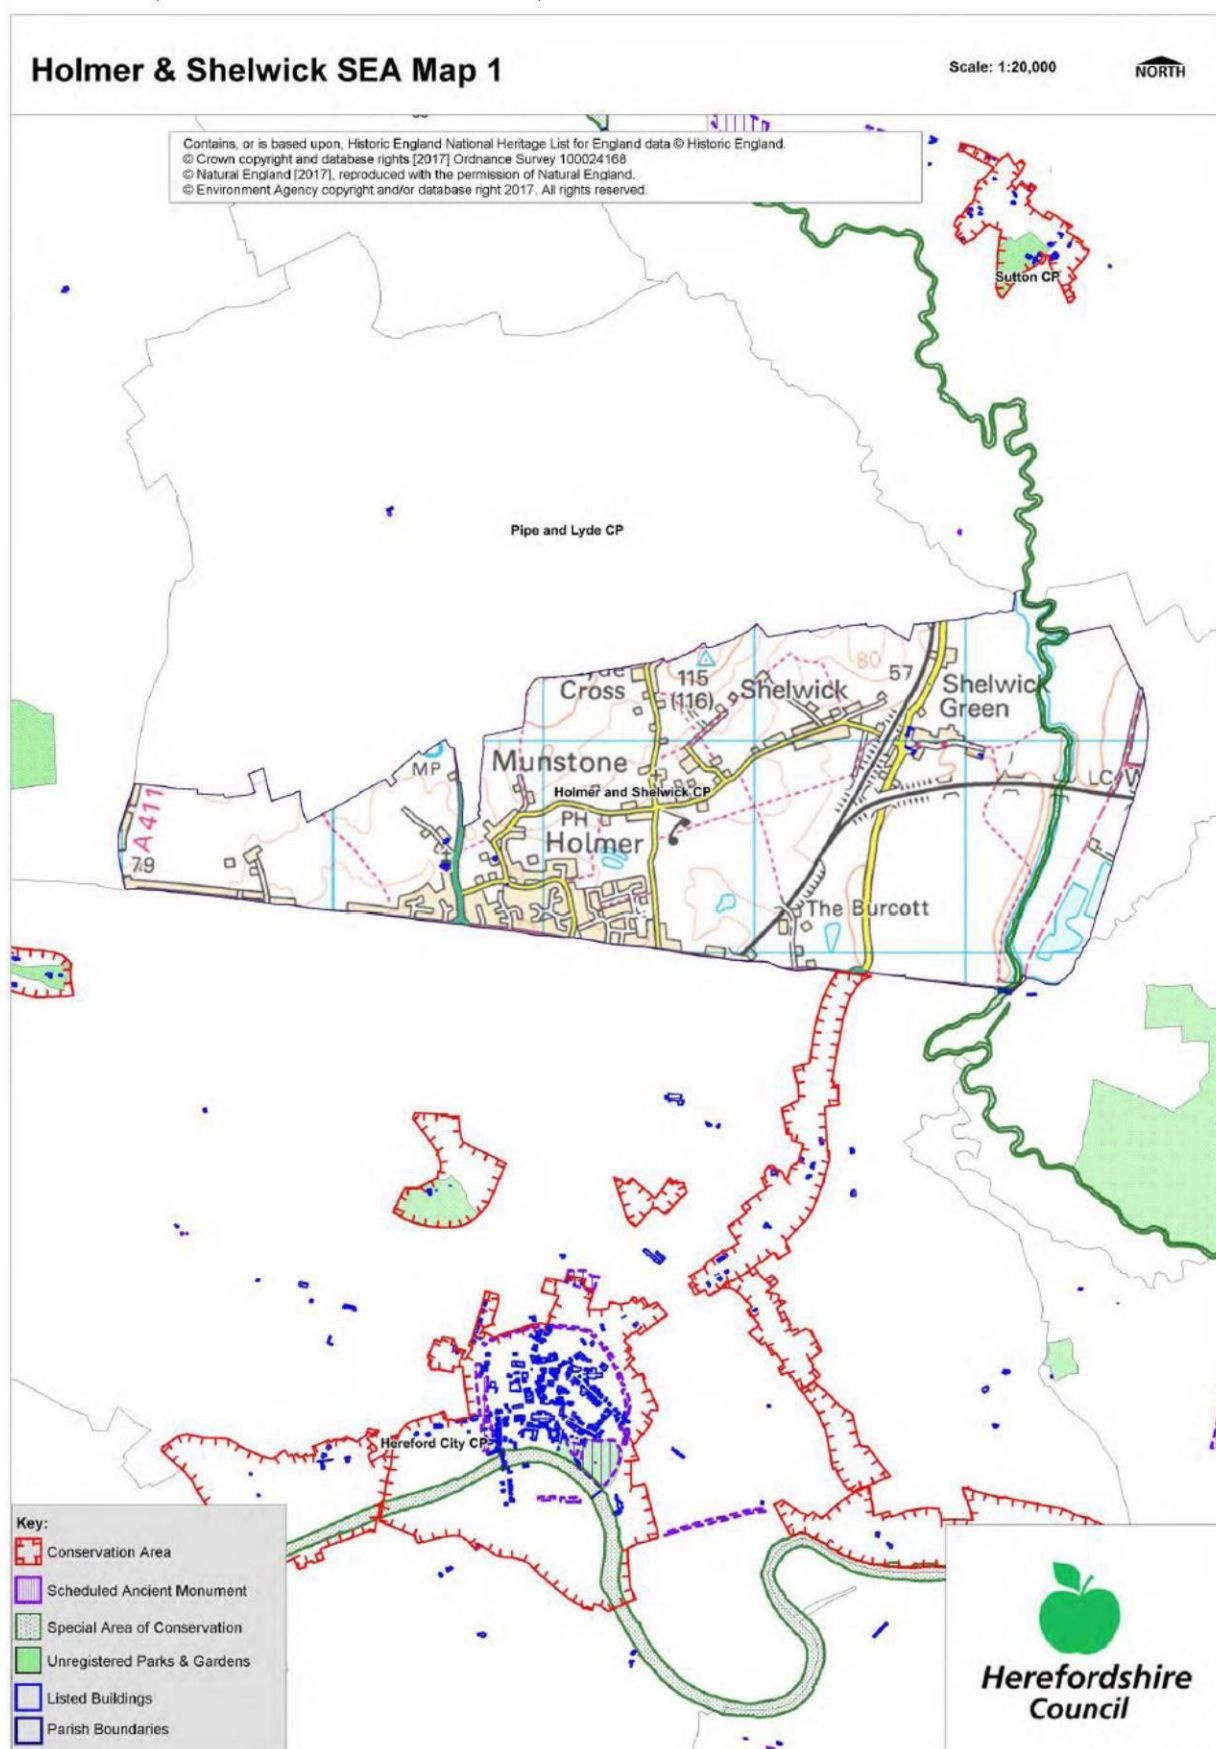 Holmer & Shelwick SEA Map 1
Scale: 1:20,000
NORTH
Contains, or is based upon, Historic England National Heritage List for England data © Historic England.
© Crown copyright and database rights [2017] Ordnance Survey 100024168
© Natural England [2017], reproduced with the permission of Natural England.
© Environment Agency copyright and/or database right 2017. All rights reserved.
Sutton CP
Pipe and Lyde CP
Cross
115
(116)
Shelwick
80
57
Shelwick
Green
Munstone
MP
Holmer and Shelwick CP
LC
W
A411
PH
Holmer
79
The Burcott
Hereford City CP
Key:
Conservation Area
Scheduled Ancient Monument
Special Area of Conservation
Unregistered Parks & Gardens
Listed Buildings
Parish Boundaries
Herefordshire
Council